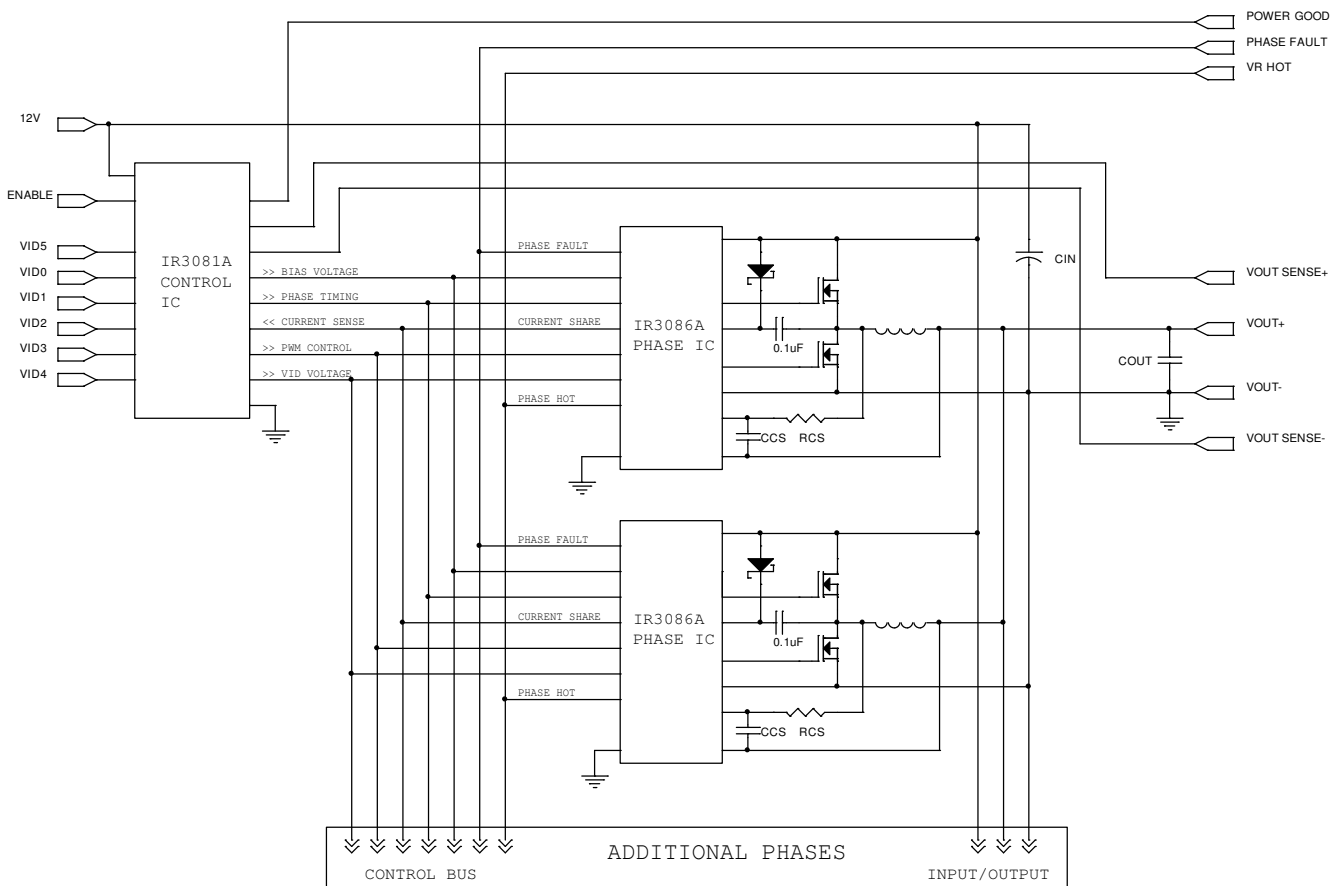 POWER GOOD
PHASE FAULT
VR HOT
12V
ENABLE
VID5
VID0
VID1
VID2
VID3
VID4
IR3081A
CONTROL
IC
>> BIAS VOLTAGE
>> PHASE TIMING
<< CURRENT SENSE
>> PWM CONTROL
>> VID VOLTAGE
PHASE FAULT
CURRENT SHARE
PHASE HOT
IR3086A
PHASE IC
0.1uF
CCS RCS
CIN
COUT
VOUT SENSE+
VOUT+
VOUT-
VOUT SENSE-
PHASE FAULT
CURRENT SHARE
PHASE HOT
IR3086A
PHASE IC
0.1uF
CCS RCS
ADDITIONAL PHASES
CONTROL BUS
INPUT/OUTPUT